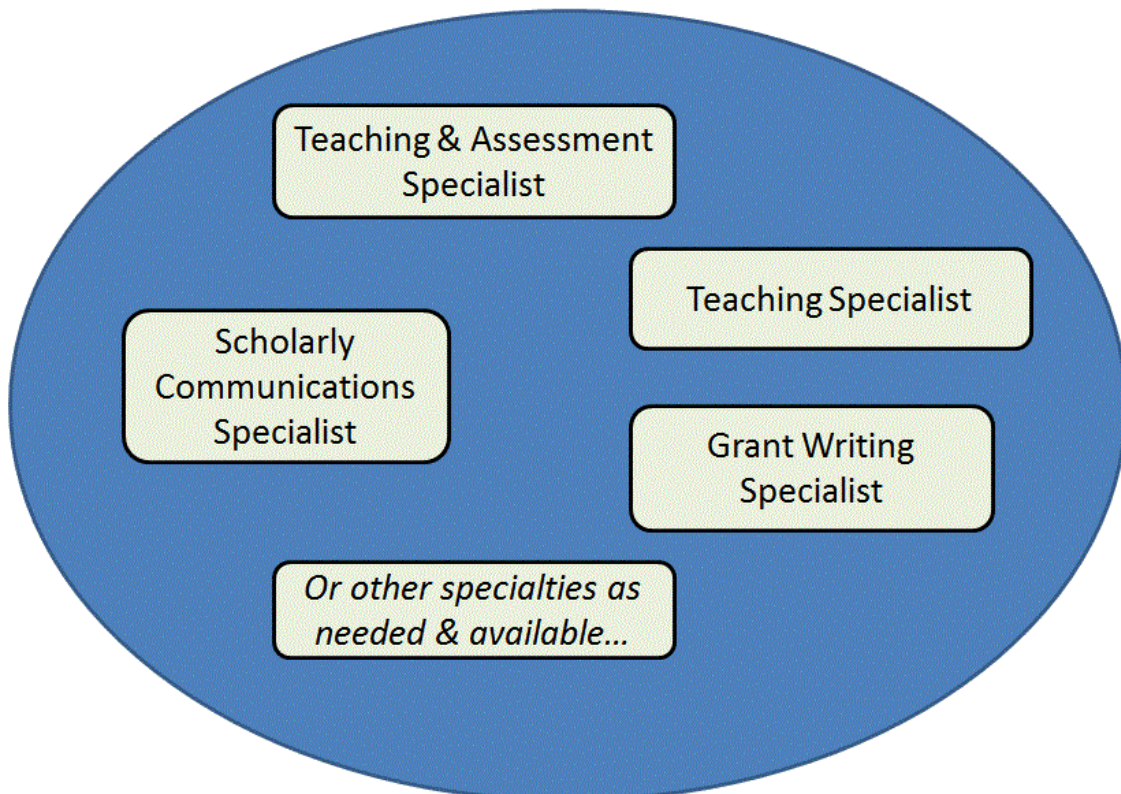 Teaching & Assessment
Specialist
Teaching Specialist
Scholarly
Communications
Specialist
Grant Writing
Specialist
Or other specialties as
needed & available...